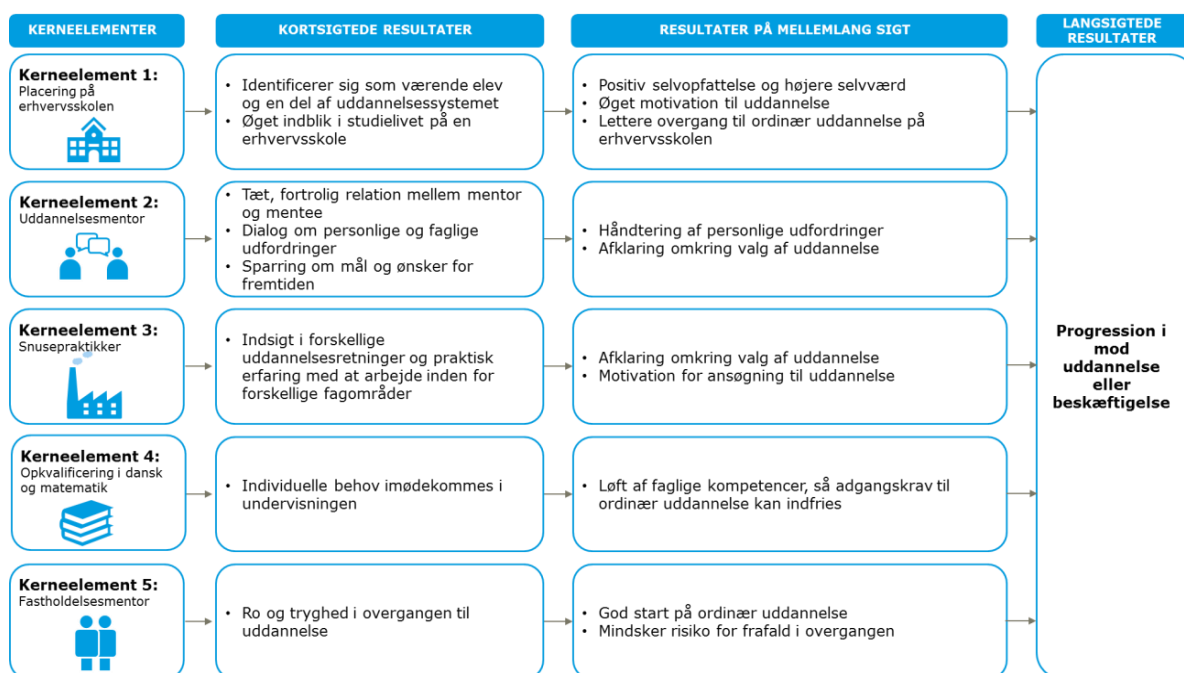 KERNEELEMENTER
KORTSIGTEDE RESULTATER
RESULTATER PÅ MELLEMLANG SIGT
LANGSIGTEDE
RESULTATER
Kerneelement 1:
Placering på
erhvervsskolen
• Identificerer sig som værende elev
og en del af uddannelsessystemet
• Øget indblik i studielivet på en
erhvervsskole
• Positiv selvopfattelse og højere selvværd
• Øget motivation til uddannelse
• Lettere overgang til ordinær uddannelse på
erhvervsskolen
Kerneelement 2:
Uddannelsesmentor
• Tæt, fortrolig relation mellem mentor
og mentee
• Dialog om personlige og faglige
udfordringer
• Sparring om mål og ønsker for
fremtiden
• Håndtering af personlige udfordringer
• Afklaring omkring valg af uddannelse
Kerneelement 3:
Snusepraktikker
• Indsigt i forskellige
uddannelsesretninger og praktisk
erfaring med at arbejde inden for
forskellige fagområder
• Afklaring omkring valg af uddannelse
• Motivation for ansøgning til uddannelse
Kerneelement 4:
Opkvalificering i dansk
og matematik
• Individuelle behov imødekommes i
undervisningen
• Løft af faglige kompetencer, så adgangskrav til
ordinær uddannelse kan indfries
Kerneelement 5:
Fastholdelsesmentor
• Ro og tryghed i overgangen til
uddannelse
• God start på ordinær uddannelse
• Mindsker risiko for frafald i overgangen
Progression i
mod
uddannelse
eller
beskæftigelse